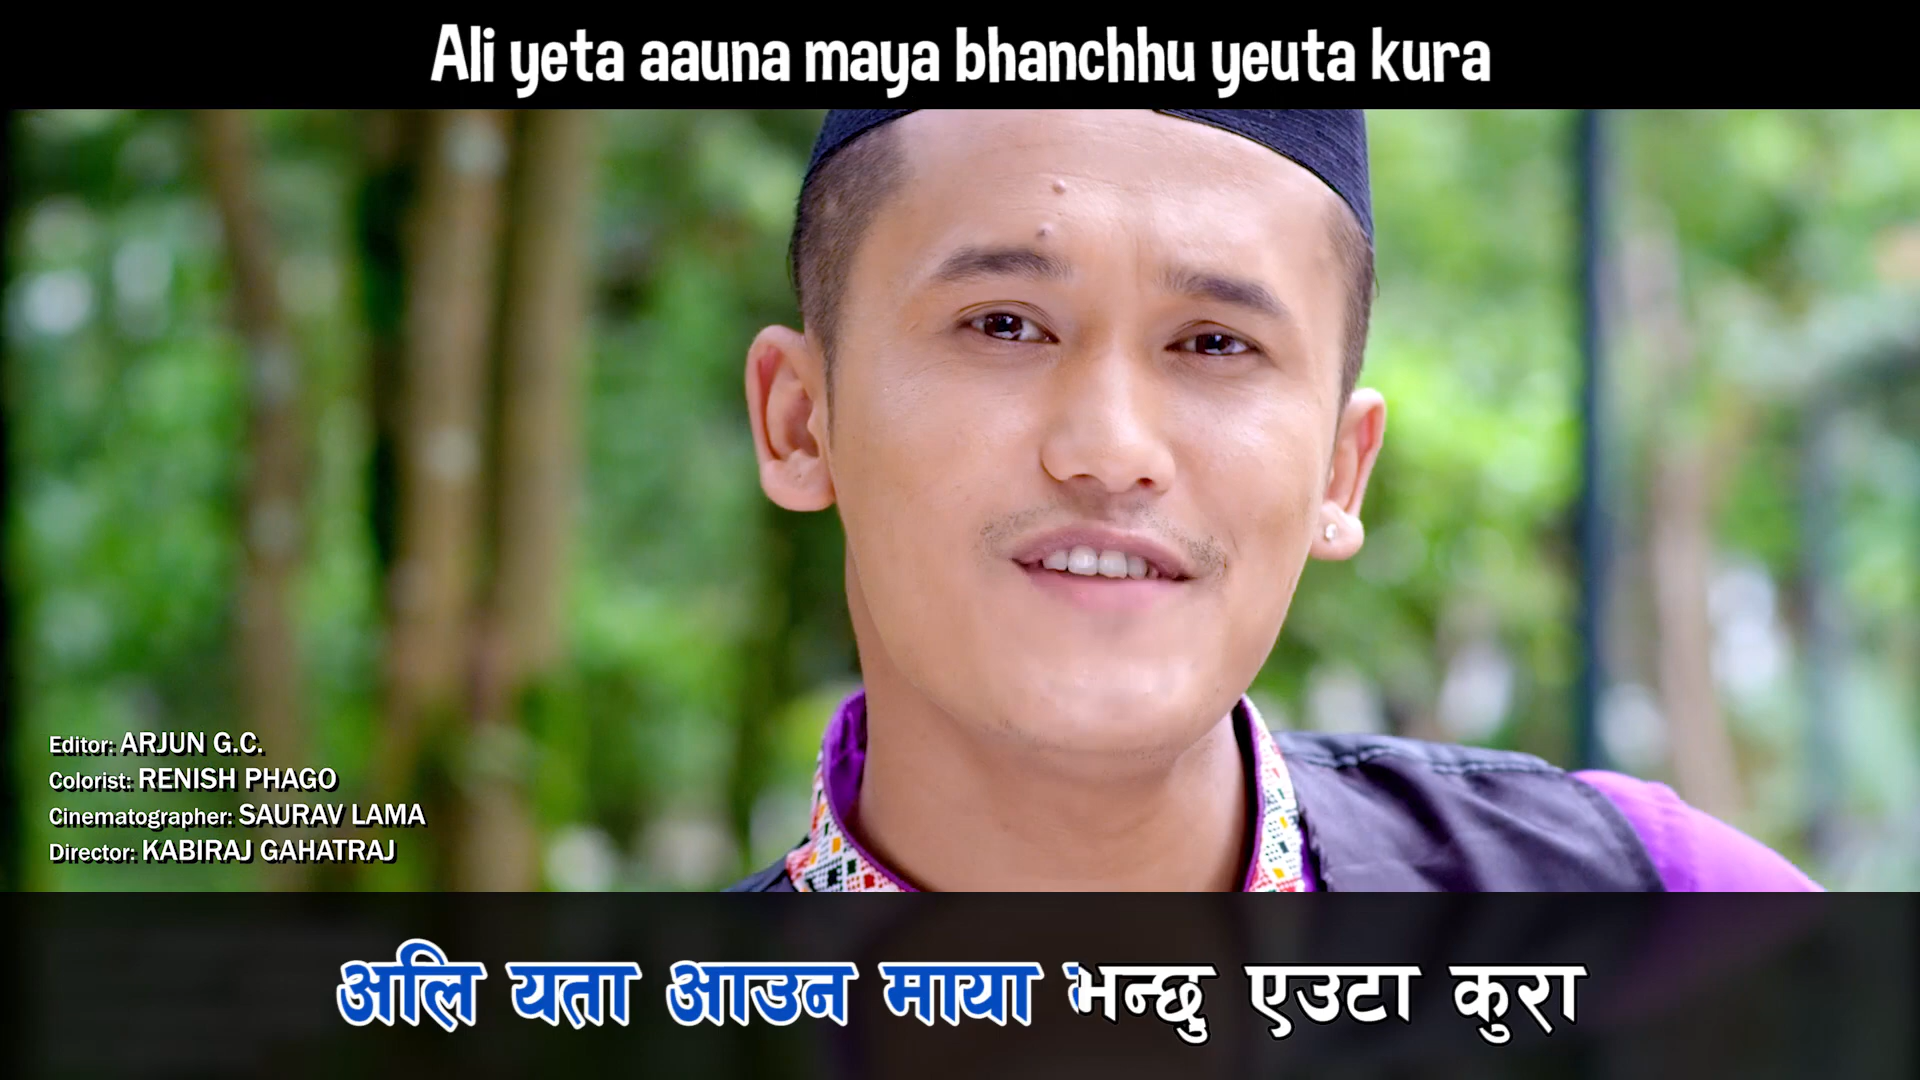 Ali yeta aauna maya bhanchhu yeuta kura
Editor: ARJUN G.C.
Colorist: RENISH PHAGO
Cinematographer: SAURAV LAMA
Director: KABIRAJ GAHATRAJ
अलि यता आउन माया भन्छु एउटा कुरा